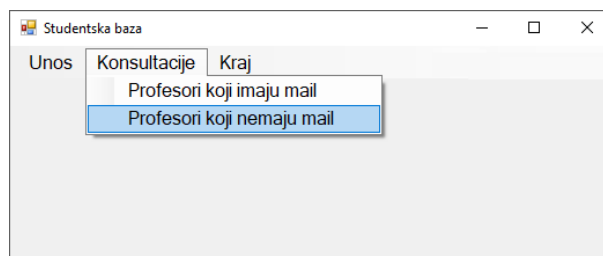 Studentska baza
Unos Konsultacije Kraj
Profesori koji imaju mail
Profesori koji nemaju mail